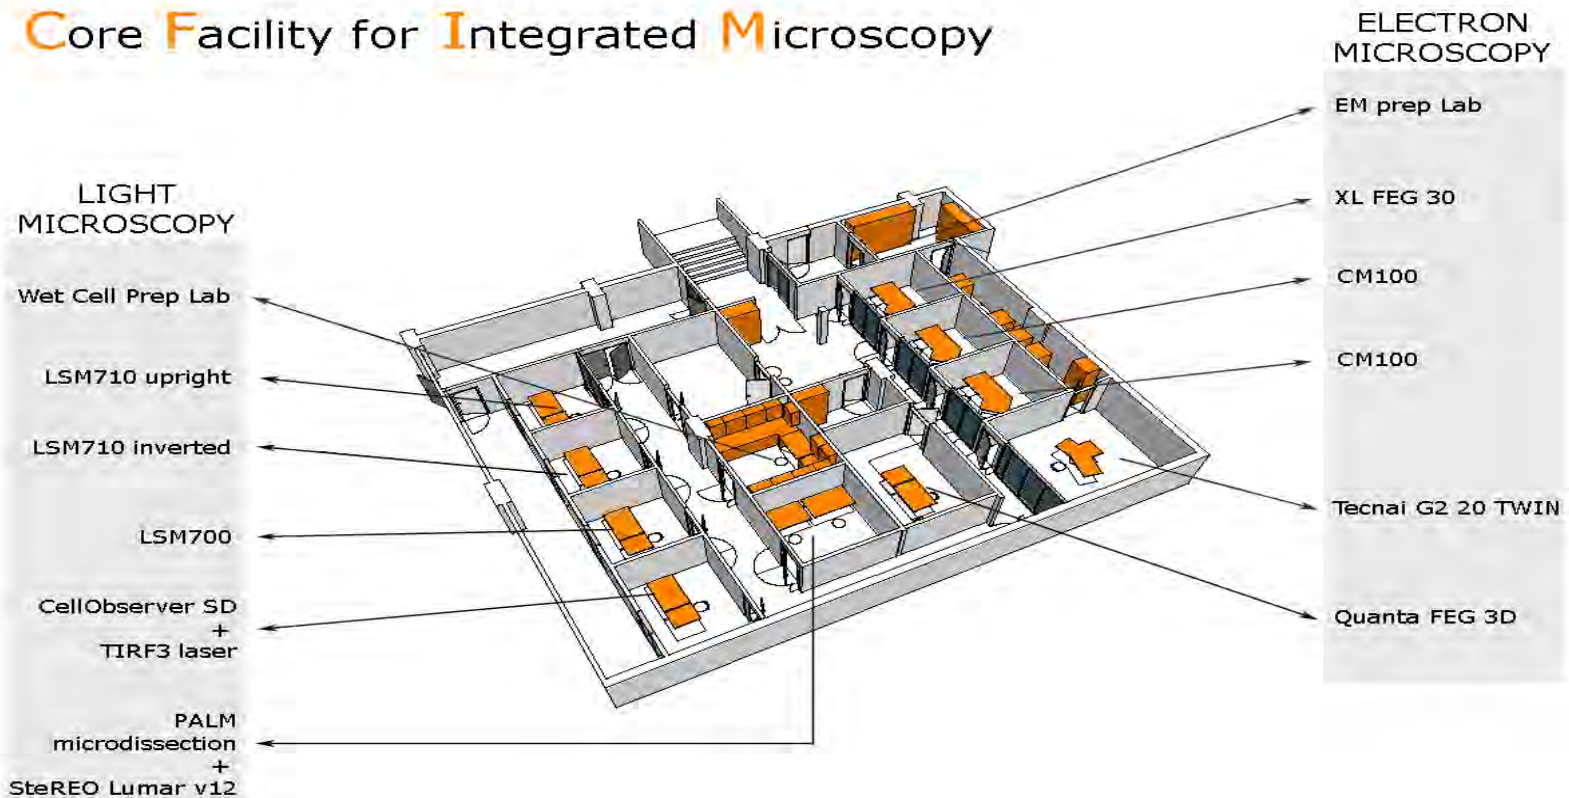 Core Facility for Integrated Microscopy
LIGHT
MICROSCOPY
Wet Cell Prep Lab
LSM710 upright
LSM710 inverted
LSM700
CellObserver SD
+
TIRF3 laser
PALM
microdissection
+
SteREO Lumar v12
ELECTRON
MICROSCOPY
EM prep Lab
XL FEG 30
CM100
CM100
Tecnai G2 20 TWIN
Quanta FEG 3D